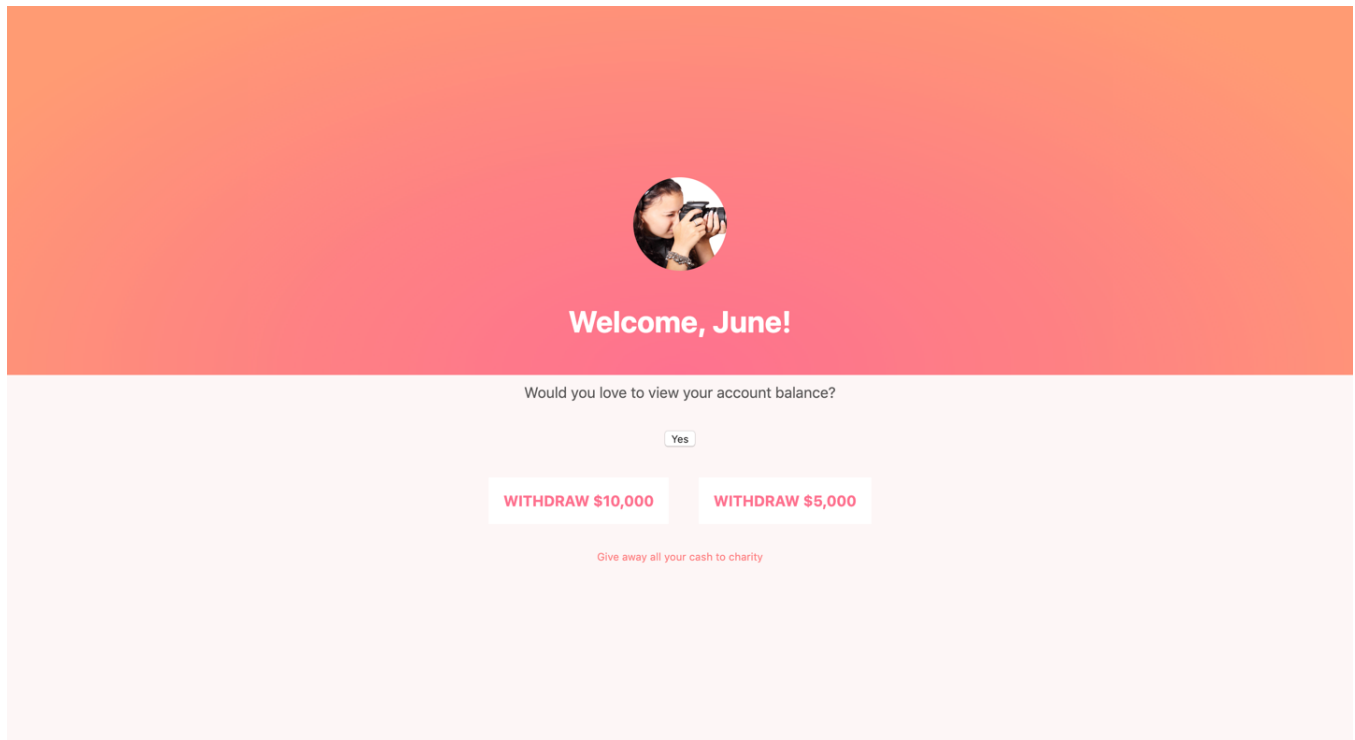 Welcome, June!
Would you love to view your account balance?
Yes
WITHDRAW $10,000 WITHDRAW $5,000
Give away all your cash to charity